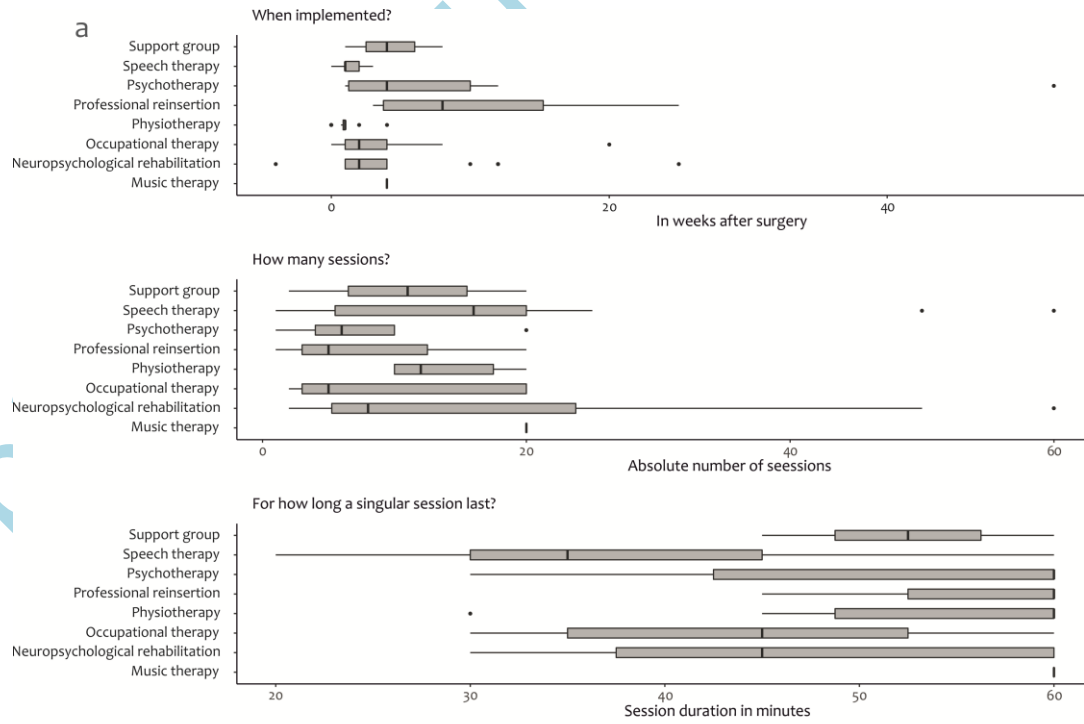 a
When implemented?
Support group
Speech therapy
Psychotherapy
Professional reinsertion
Physiotherapy
Occupational therapy
Neuropsychological rehabilitation
Music therapy
0 20 40
In weeks after surgery
How many sessions?
Support group
Speech therapy
Psychotherapy
Professional reinsertion
Physiotherapy
Occupational therapy
Neuropsychological rehabilitation
Music therapy
0 20 40 60
Absolute number of seessions
For how long a singular session last?
Support group
Speech therapy
Psychotherapy
Professional reinsertion
Physiotherapy
Occupational therapy
Neuropsychological rehabilitation
Music therapy
20 30 40 50 60
Session duration in minutes